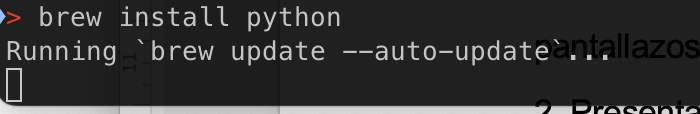 > brew install python
Running `brew update --auto-update`...
pantallazos
2. Presenta